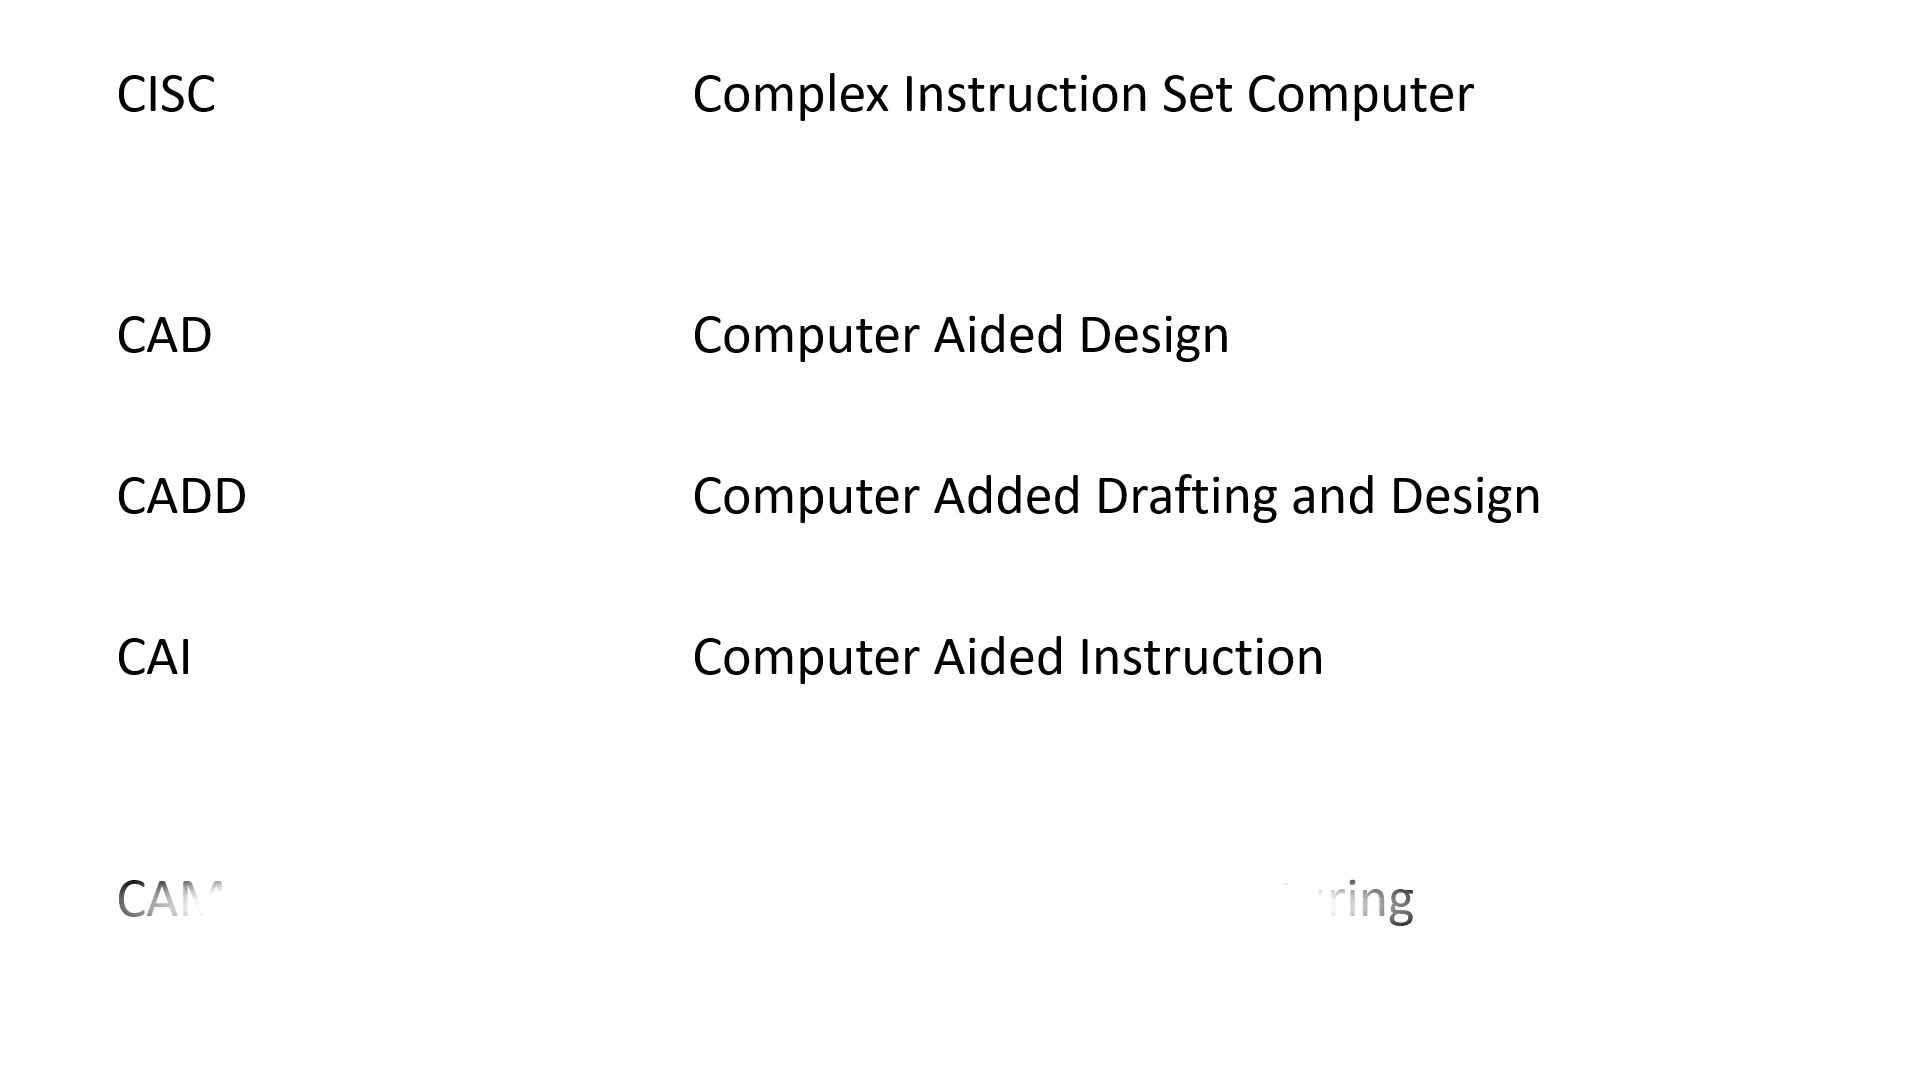 CISC Complex Instruction Set Computer
CAD Computer Aided Design
CADD Computer Added Drafting and Design
CAI Computer Aided Instruction
CAM